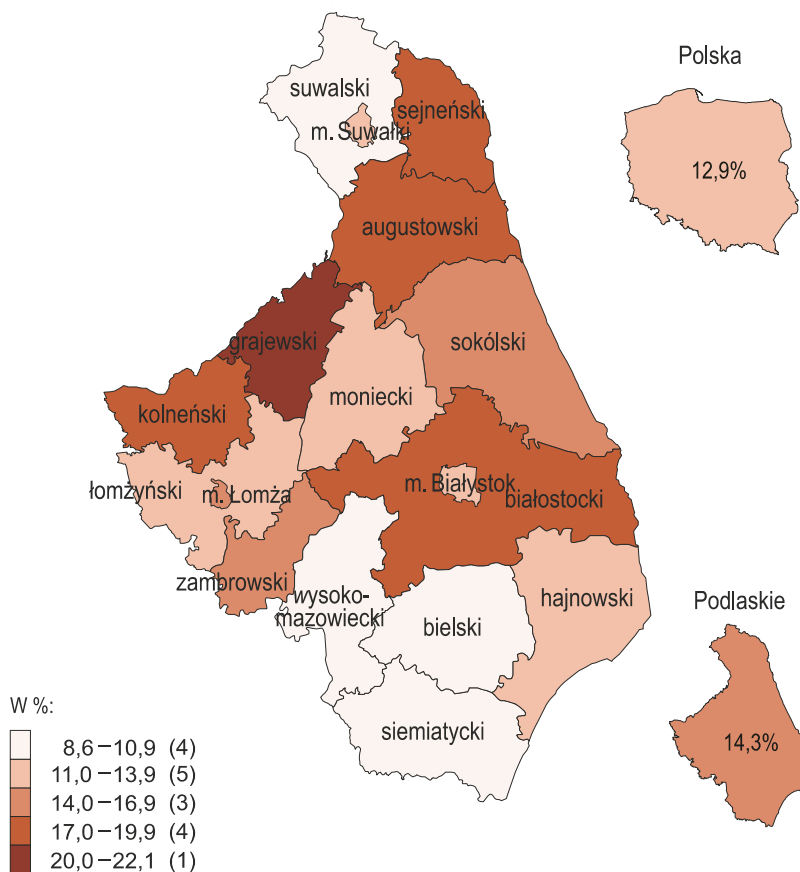 Polska
suwalski
sejneński
m. Suwałki
12,9%
augustowski
grajewski
sokólski
moniecki
kolneński
łomżyński
m. Łomża
m. Białystok
białostocki
zambrowski
wysoko-
mazowiecki
hajnowski
bielski
Podlaskie
siemiatycki
14,3%
W %:
8,6–10,9 (4)
11,0–13,9 (5)
14,0–16,9 (3)
17,0–19,9 (4)
20,0–22,1 (1)